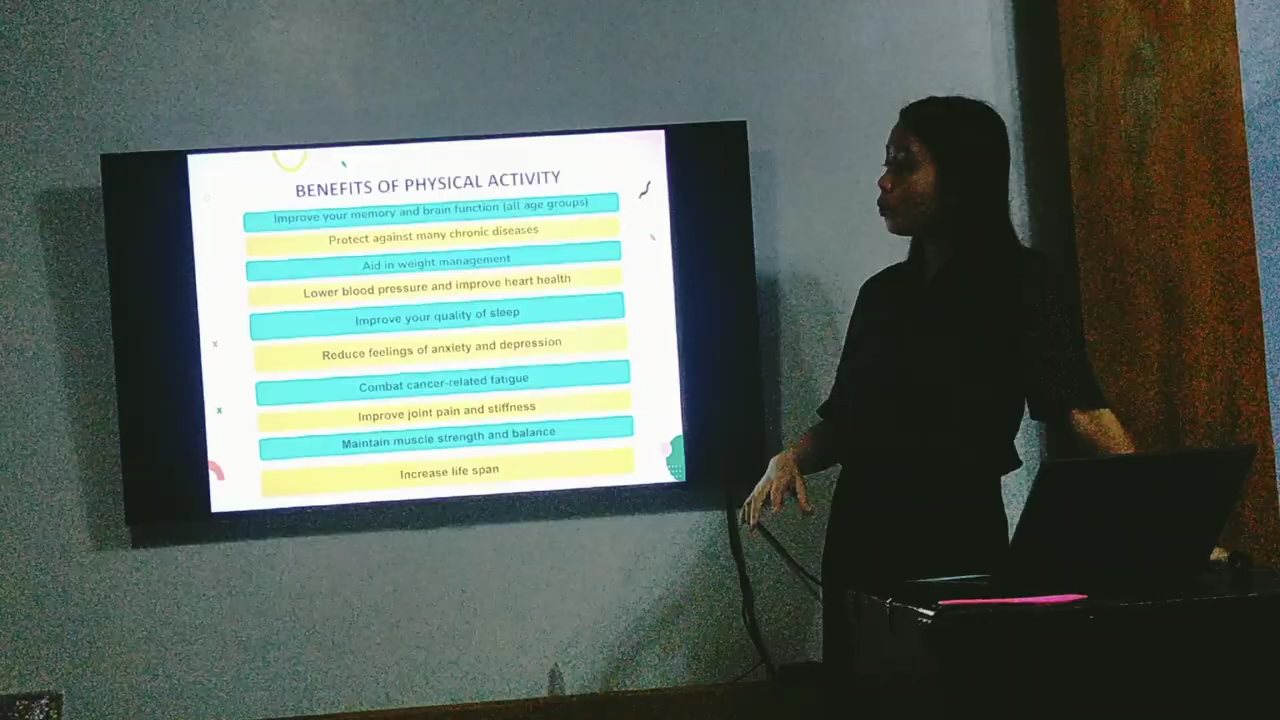 BENEFITS OF PHYSICAL ACTIVITY
Improve your memory and brain function (all age groups)
Protect against many chronic diseases
Aid in weight management
Lower blood pressure and improve heart health
Improve your quality of sleep
Reduce feelings of anxiety and depression
Combat cancer-related fatigue
Improve joint pain and stiffness
Maintain muscle strength and balance
Increase life span